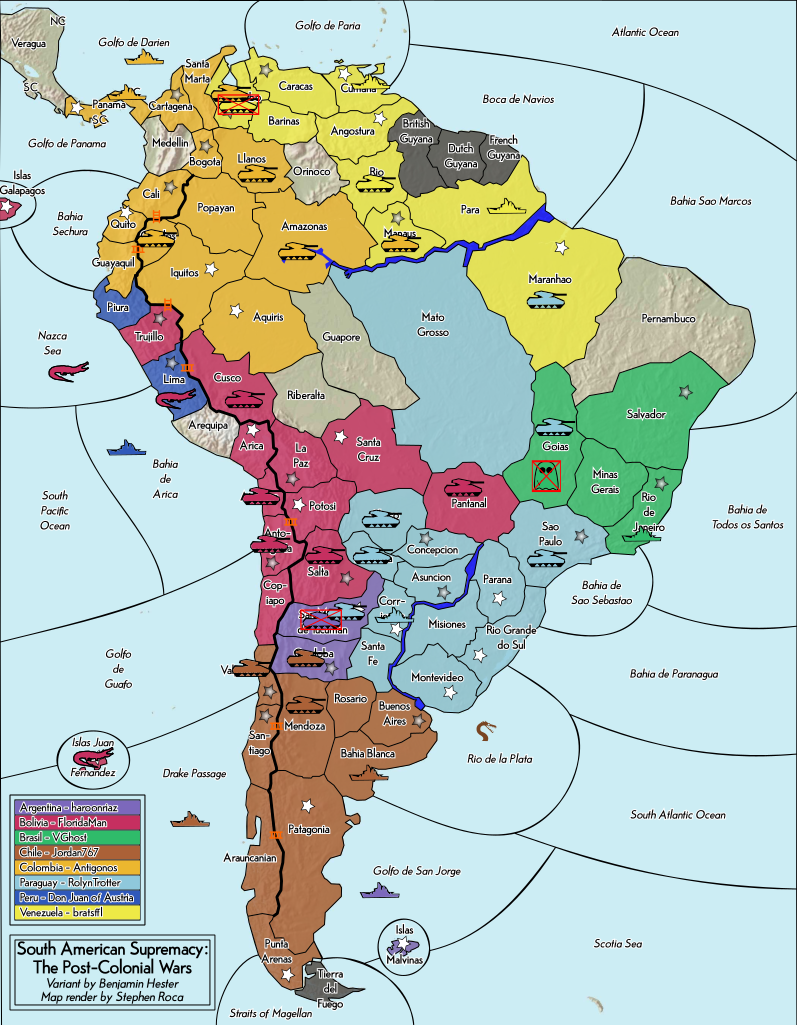 NC
Veragua
SC
Golfo de Darien
Golfo de Paria
Atlantic Ocean
Santa
Marta
Caracas
Panama
SC
Cartagena
Barinas
Angostura
British
Guyana
Dutch
Guyana
French
Guyana
Boca de Navios
Golfo de Panama
Medellin
Bogota
Llanos
Orinoco
Rio
Islas
Galapagos
Cali
Popayan
Para
Bahia Sao Marcos
Bahia
Sechura
Quito
Amazonas
Manaus
Guayaquil
Iquitos
Maranhao
Piura
Aquiris
Mato
Grosso
Pernambuco
Trujillo
Guapore
Nazca
Sea
Lima
Cusco
Riberalta
Salvador
Arequipa
Arica
La
Paz
Santa
Cruz
Goias
Bahia
de
Arica
Minas
Gerais
Pantanal
Rio
de
Janeiro
South
Pacific
Ocean
Potosi
Bahia de
Todos os Santos
Anto-
Concepcion
Sao
Paulo
Salta
Asuncion
Parana
Cop-
iapo
Corr-
Bahia de
Sao Sebastao
de Tucuman
Misiones
Rio Grande
do Sul
Santa
Fe
Golfo
de
Guafo
Va
Montevideo
Bahia de Paranagua
Rosario
Buenos
Aires
San-
tiago
Mendoza
Islas Juan
Fernandez
Bahia Blanca
Rio de la Plata
Drake Passage
Patagonia
South Atlantic Ocean
Argentina - haroonriaz
Bolivia - FloridaMan
Brasil - VGhost
Chile - Jordan767
Colombia - Antigonos
Paraguay - RolynTrotter
Peru - Don Juan of Austria
Venezuela - bratsffl
Araucanian
Golfo de San Jorge
Islas
Malvinas
Scotia Sea
South American Supremacy:
The Post-Colonial Wars
Variant by Benjamin Hester
Map render by Stephen Roca
Punta
Arenas
Tierra
del
Fuego
Straits of Magellan